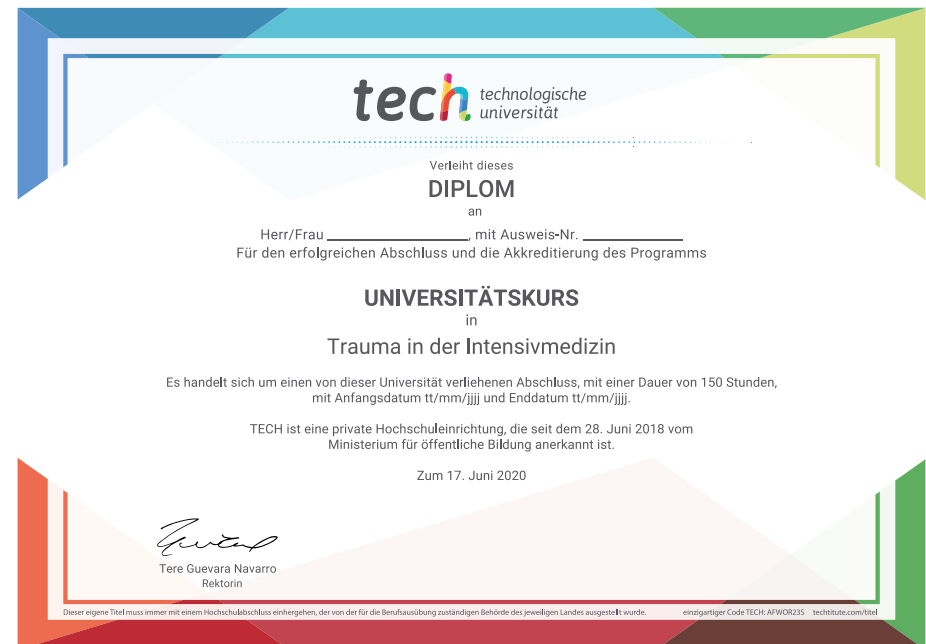 tech technologische
universität
Verleiht dieses
DIPLOM
an
Herr/Frau ____________________, mit Ausweis-Nr. ______________
Für den erfolgreichen Abschluss und die Akkreditierung des Programms
UNIVERSITÄTSKURS
in
Trauma in der Intensivmedizin
Es handelt sich um einen von dieser Universität verliehenen Abschluss, mit einer Dauer von 150 Stunden,
mit Anfangsdatum tt/mm/jjjj und Enddatum tt/mm/jjjj.
TECH ist eine private Hochschuleinrichtung, die seit dem 28. Juni 2018 vom
Ministerium für öffentliche Bildung anerkannt ist.
Zum 17. Juni 2020
Tere Guevara Navarro
Rektorin
Dieser eigene Titel muss immer mit einem Hochschulabschluss einhergehen, der von der für die Berufsausübung zuständigen Behörde des jeweiligen Landes ausgestellt wurde. einzigartiger Code TECH: AFWOR23S techtitute.com/titel